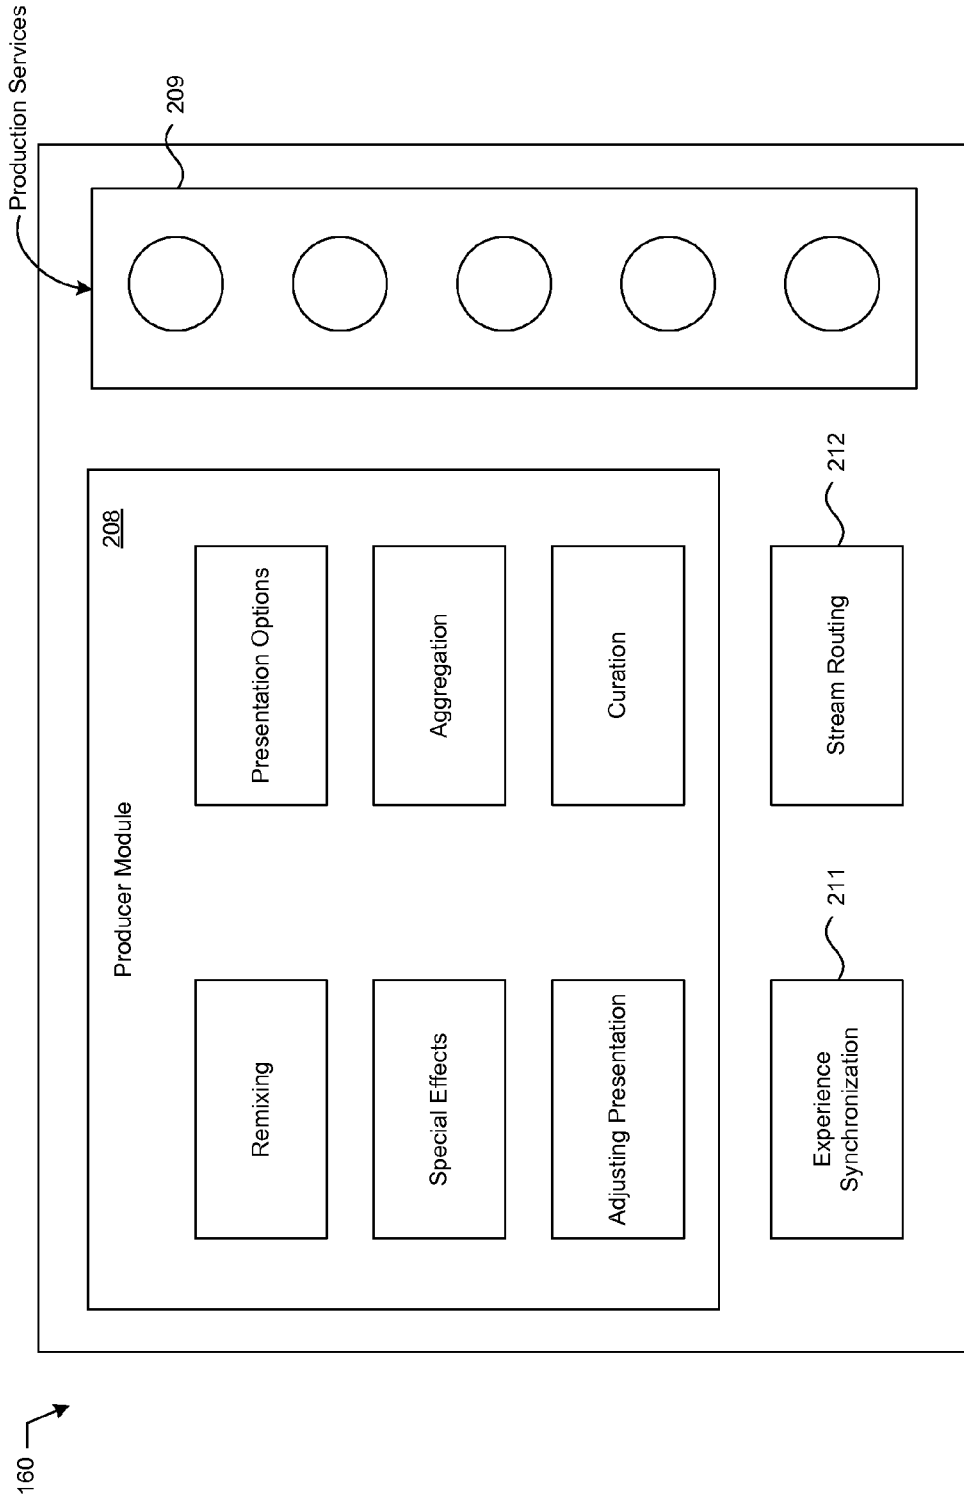 160
Production Services
Producer Module
208
209
Remixing
Presentation Options
Special Effects
Aggregation
Adjusting Presentation
Curation
211
212
Experience
Synchronization
Stream Routing